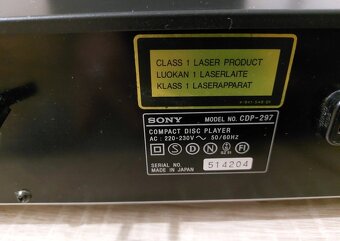 CLASS 1 LASER PRODUCT
LUOKAN 1 LASERLAITE
KLASS 1 LASERAPPARAT
SONY MODEL NO. CDP-297
COMPACT DISC PLAYER
AC : 220-230V ~ 50/60HZ
S D N FI
SERIAL NO. 514204
MADE IN JAPAN